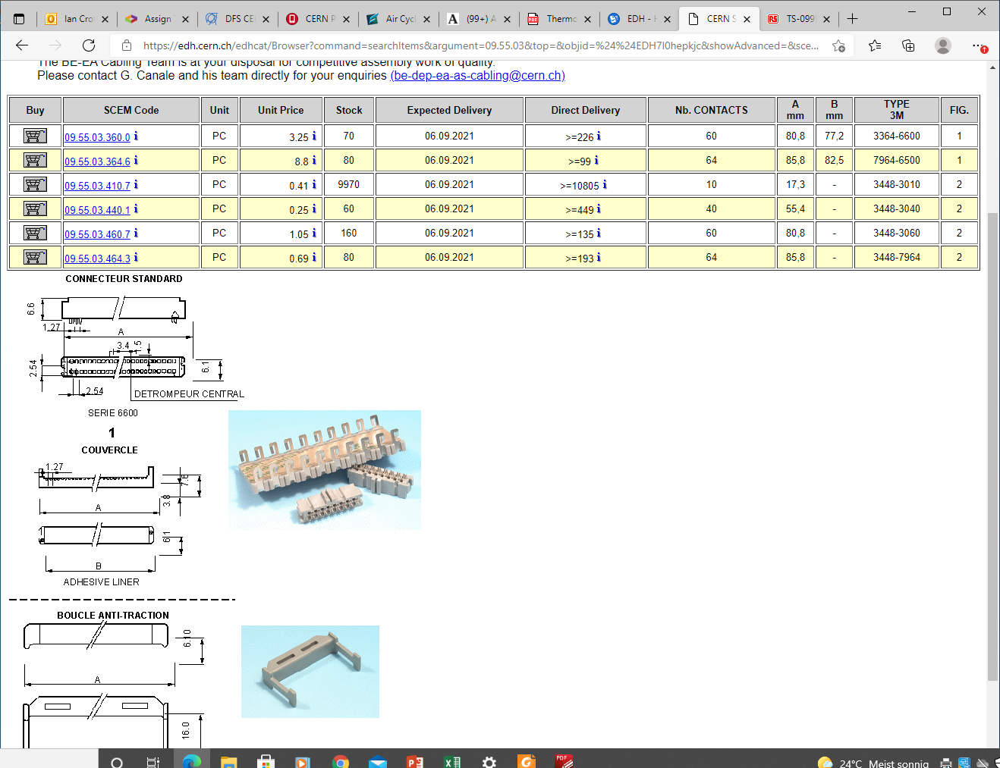 Ian Crof
Assign
DFS CE
CERN P
Air Cycl
(99+) A
Thermo
EDH - H
CERN S
TS-099
https://edh.cern.ch/edhcat/Browser?command=searchItems&argument=09.55.03&top=&objid=%24%24EDH7I0hepkjc&showAdvanced=&sce...
The BE-EA Cabling Team is at your disposal for competitive assembly work of quality.
Please contact G. Canale and his team directly for your enquiries (be-dep-ea-as-cabling@cern.ch)
Buy SCEM Code Unit Unit Price Stock Expected Delivery Direct Delivery Nb. CONTACTS A mm B mm TYPE 3M FIG.
09.55.03.360.0 i PC 3.25 i 70 06.09.2021 >=226 i 60 80,8 77,2 3364-6600 1
09.55.03.364.6 i PC 8.8 i 80 06.09.2021 >=99 i 64 85,8 82,5 7964-6500 1
09.55.03.410.7 i PC 0.41 i 9970 06.09.2021 >=10805 i 10 17,3 - 3448-3010 2
09.55.03.440.1 i PC 0.25 i 60 06.09.2021 >=449 i 40 55,4 - 3448-3040 2
09.55.03.460.7 i PC 1.05 i 160 06.09.2021 >=135 i 60 80,8 - 3448-3060 2
09.55.03.464.3 i PC 0.69 i 80 06.09.2021 >=193 i 64 85,8 - 3448-7964 2
CONNECTEUR STANDARD
6.6
1.27
A
3.4
1.5
2.54
6.1
2.54
DETROMPEUR CENTRAL
SERIE 6600
1
COUVERCLE
1.27
7.6
3.8
A
6.1
B
ADHESIVE LINER
BOUCLE ANTI-TRACTION
6.10
A
16.0
24°C Meist sonnig